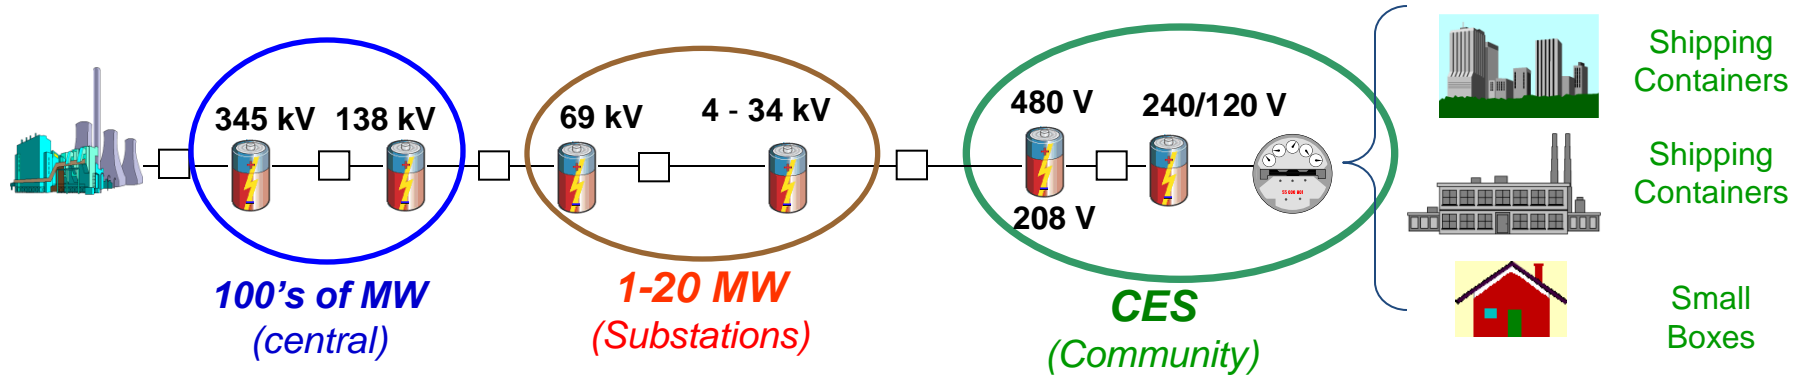 345 kV
138 kV
100's of MW
(central)
69 kV
4 - 34 kV
1-20 MW
(Substations)
480 V
208 V
240/120 V
CES
(Community)
Shipping
Containers
Shipping
Containers
Small
Boxes